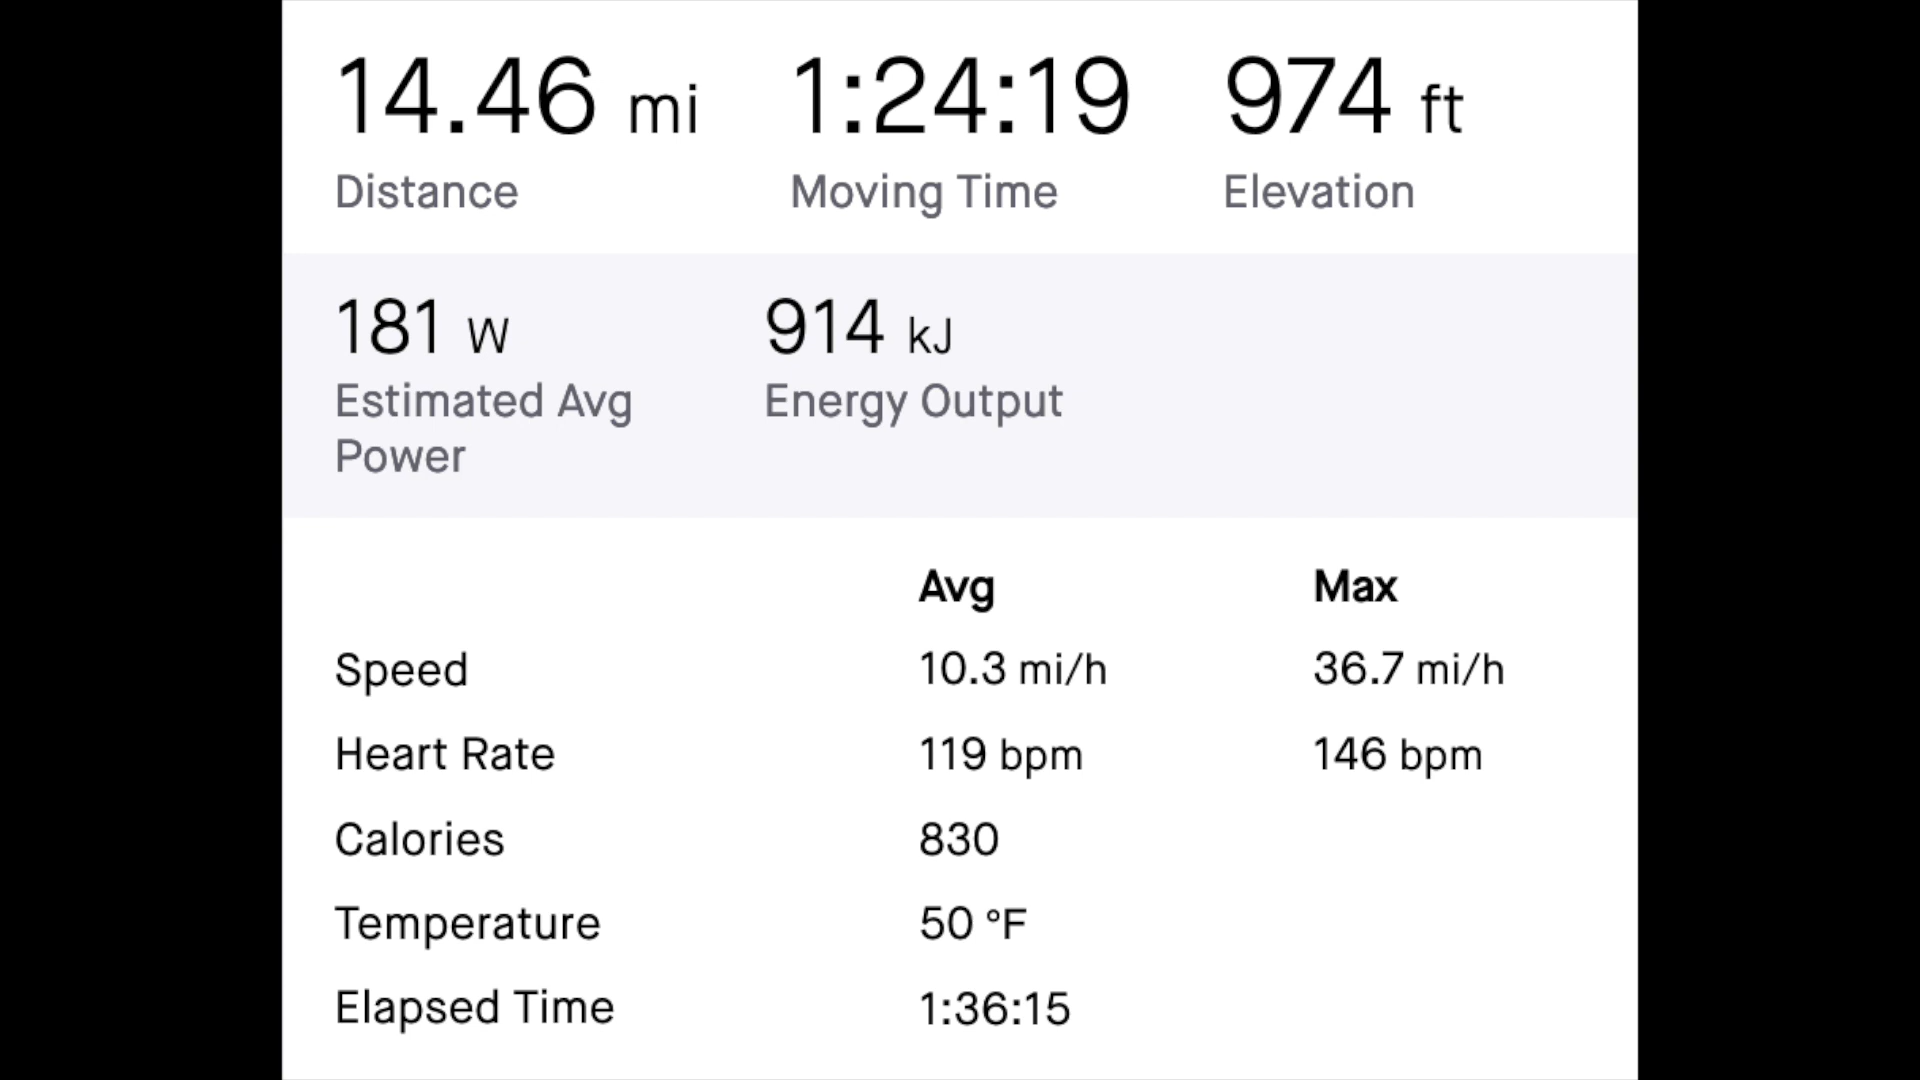 14.46 mi 1:24:19 974 ft
Distance Moving Time Elevation
181 W 914 kJ
Estimated Avg Energy Output
Power
Avg Max
Speed 10.3 mi/h 36.7 mi/h
Heart Rate 119 bpm 146 bpm
Calories 830
Temperature 50 °F
Elapsed Time 1:36:15